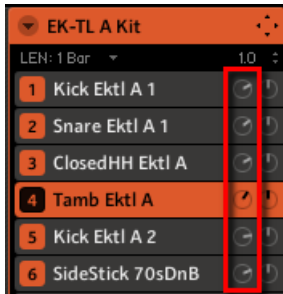 EK-TL A Kit
LEN: 1 Bar 1.0
1 Kick Ektl A 1
2 Snare Ektl A 1
3 ClosedHH Ektl A
4 Tamb Ektl A
5 Kick Ektl A 2
6 SideStick 70sDnB